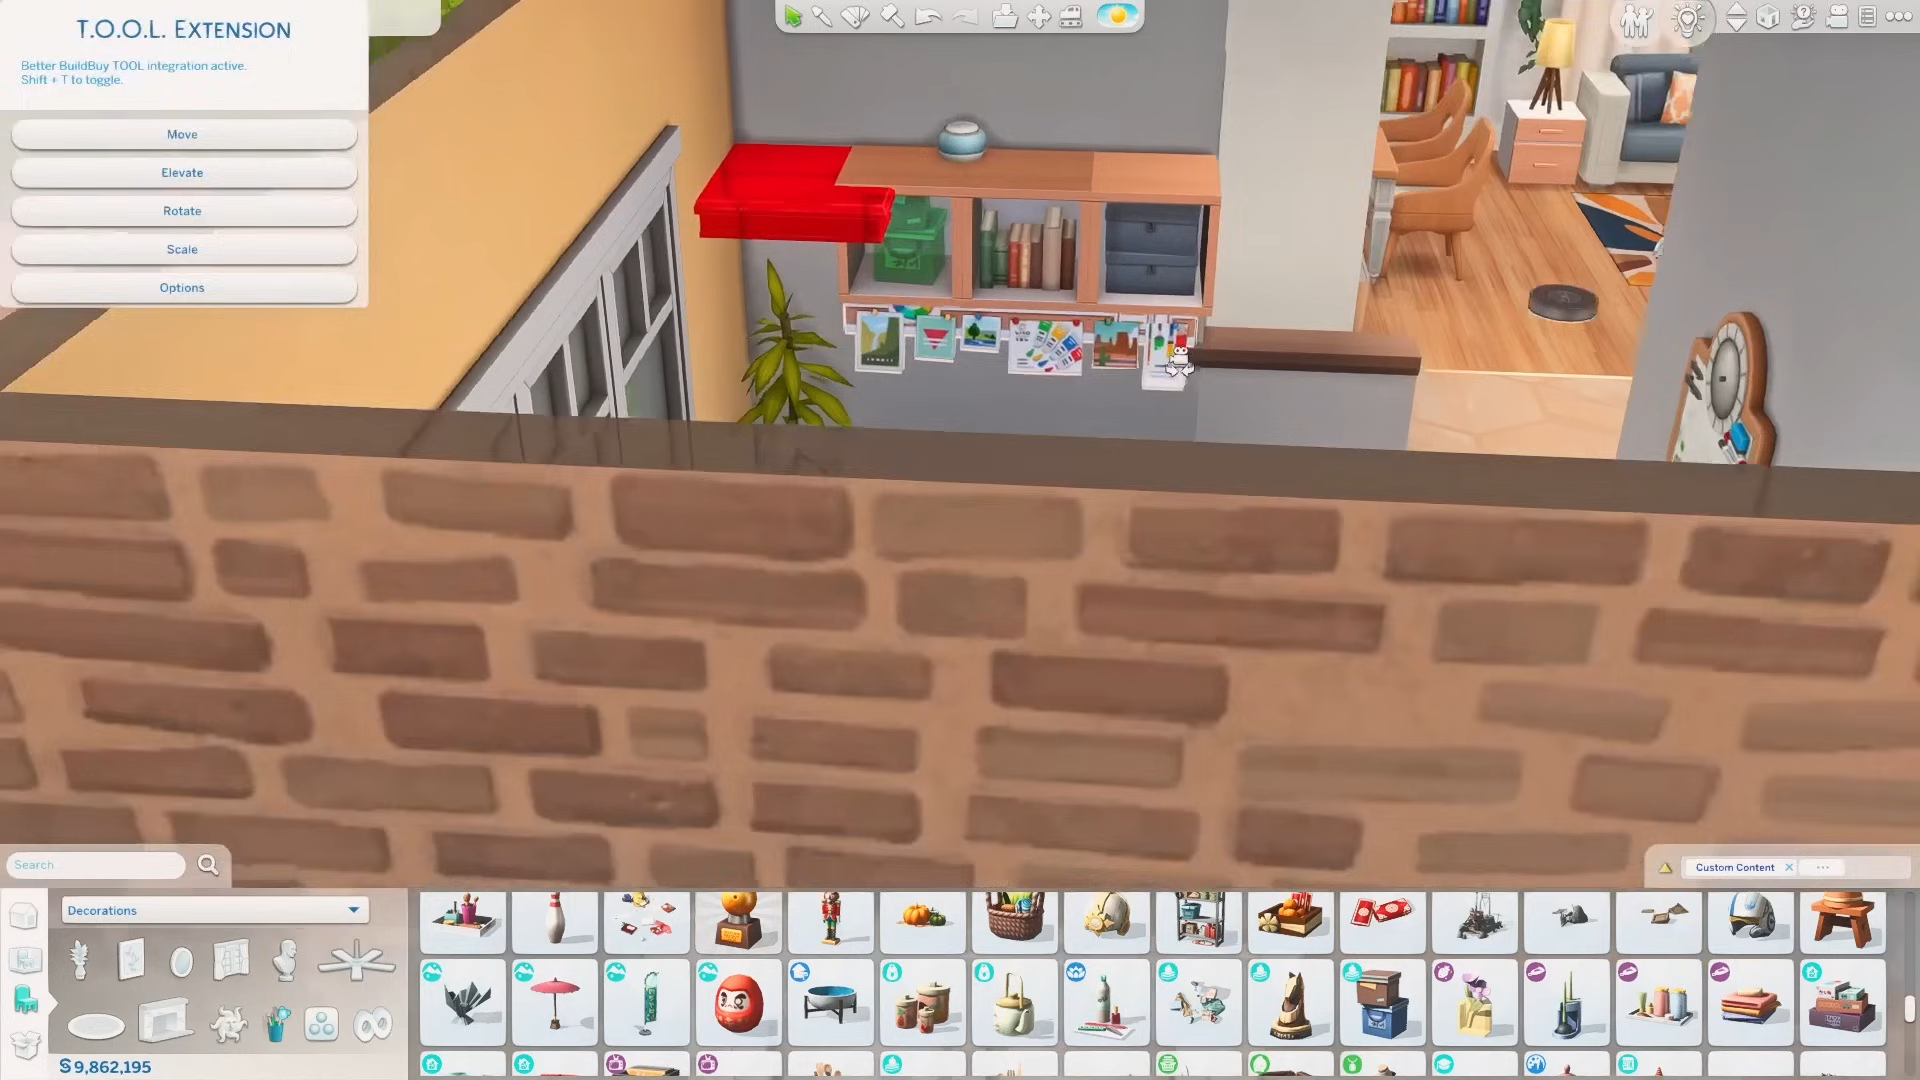 T.O.O.L. EXTENSION
Better BuildBuy TOOL integration active.
Shift + T to toggle.
Move
Elevate
Rotate
Scale
Options
Search
Custom Content
Decorations
§9,862,195